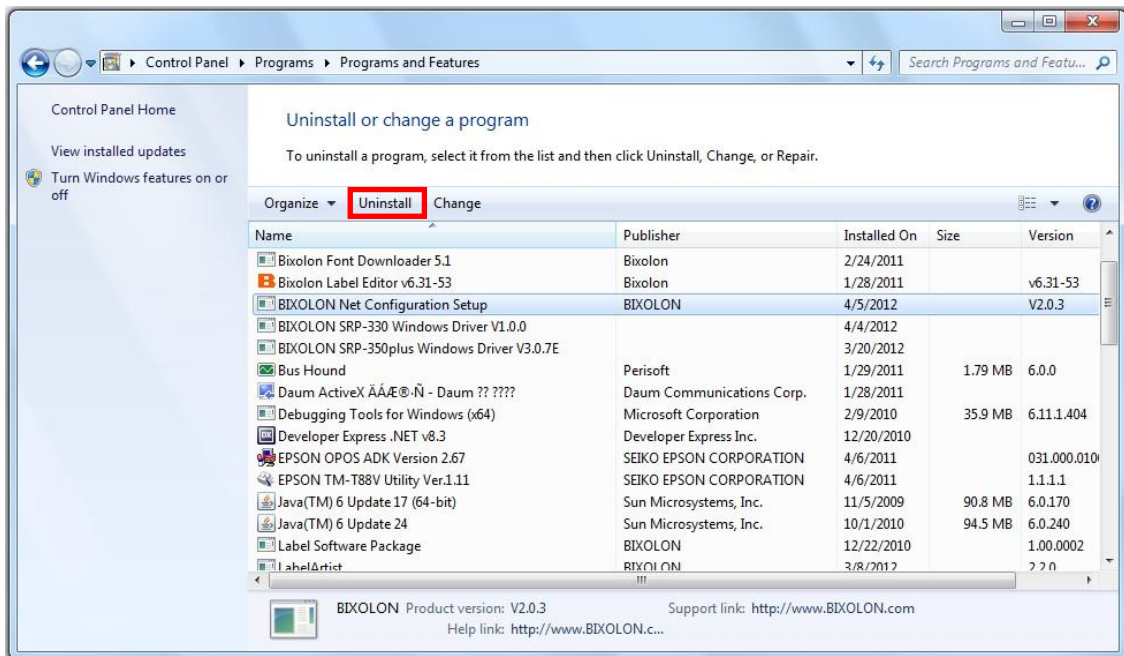 Control Panel ▸ Programs ▸ Programs and Features
Search Programs and Featu...
Control Panel Home
View installed updates
Turn Windows features on or
off
Uninstall or change a program
To uninstall a program, select it from the list and then click Uninstall, Change, or Repair.
Organize Uninstall Change
Name Publisher Installed On Size Version
Bixolon Font Downloader 5.1 Bixolon 2/24/2011
Bixolon Label Editor v6.31-53 Bixolon 1/28/2011 v6.31-53
BIXOLON Net Configuration Setup BIXOLON 4/5/2012 V2.0.3
BIXOLON SRP-330 Windows Driver V1.0.0 4/4/2012
BIXOLON SRP-350plus Windows Driver V3.0.7E 3/20/2012
Bus Hound Perisoft 1/29/2011 1.79 MB 6.0.0
Daum ActiveX ÄÁÆ®·Ñ - Daum ?? ???? Daum Communications Corp. 1/28/2011
Debugging Tools for Windows (x64) Microsoft Corporation 2/9/2010 35.9 MB 6.11.1.404
Developer Express .NET v8.3 Developer Express Inc. 12/20/2010
EPSON OPOS ADK Version 2.67 SEIKO EPSON CORPORATION 4/6/2011 031.000.010
EPSON TM-T88V Utility Ver.1.11 SEIKO EPSON CORPORATION 4/6/2011 1.1.1.1
Java(TM) 6 Update 17 (64-bit) Sun Microsystems, Inc. 11/5/2009 90.8 MB 6.0.170
Java(TM) 6 Update 24 Sun Microsystems, Inc. 10/1/2010 94.5 MB 6.0.240
Label Software Package BIXOLON 12/22/2010 1.00.0002
LabelArtist BIXOLON 3/8/2012 2.2.0
BIXOLON Product version: V2.0.3 Support link: http://www.BIXOLON.com
Help link: http://www.BIXOLON.c...